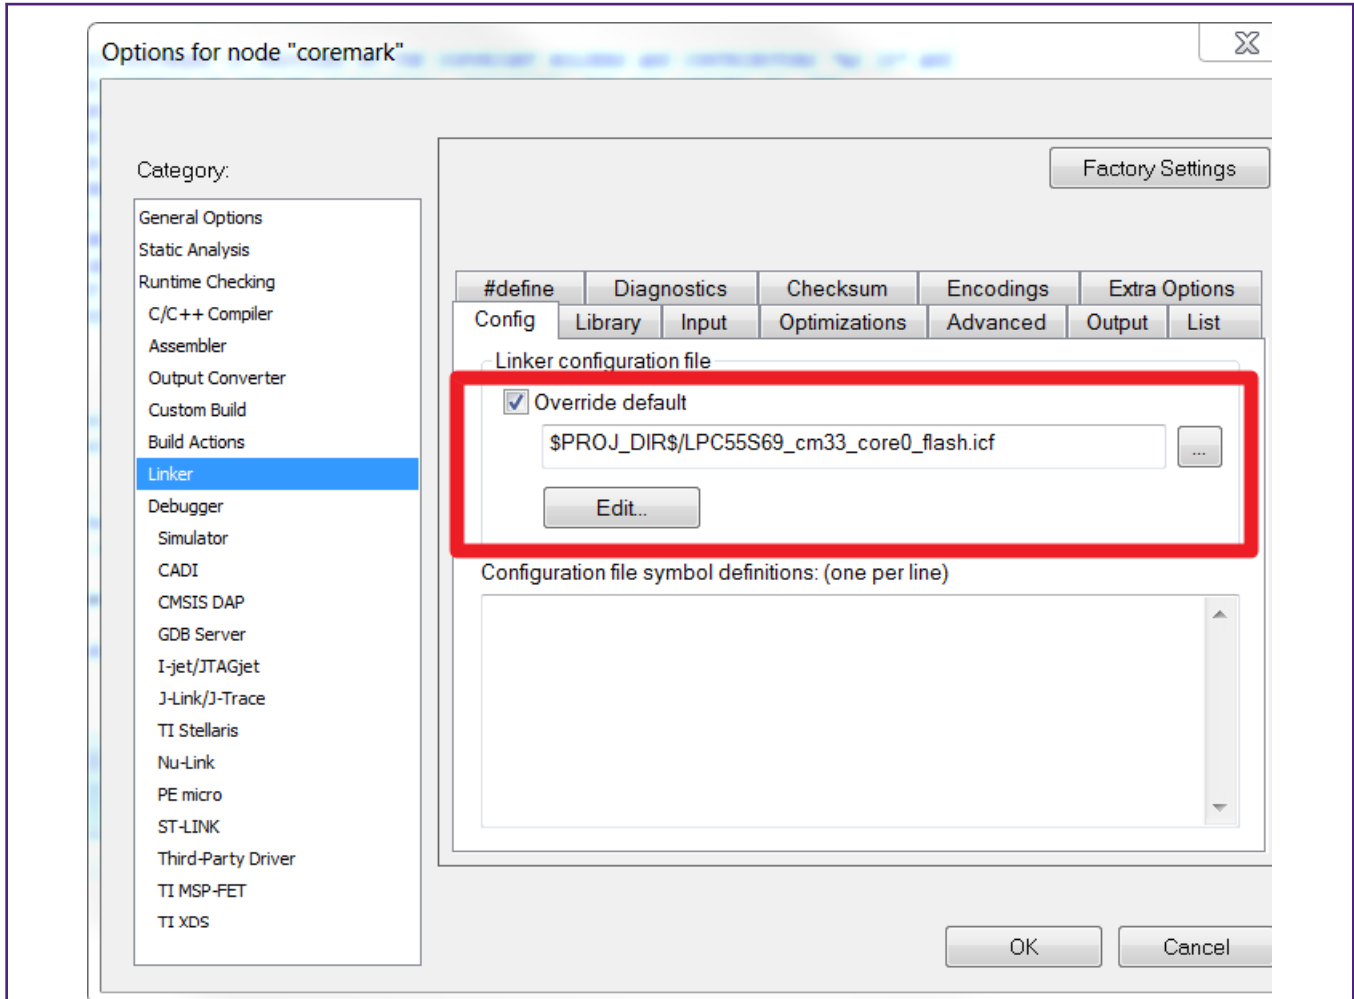 Options for node "coremark"
Category:
Factory Settings
General Options
Static Analysis
Runtime Checking
C/C++ Compiler
Assembler
Output Converter
Custom Build
Build Actions
Linker
Debugger
Simulator
CADI
CMSIS DAP
GDB Server
I-jet/JTAGjet
J-Link/J-Trace
TI Stellaris
Nu-Link
PE micro
ST-LINK
Third-Party Driver
TI MSP-FET
TI XDS
#define Diagnostics Checksum Encodings Extra Options
Config Library Input Optimizations Advanced Output List
Linker configuration file
Override default
$PROJ_DIR$/LPC55S69_cm33_core0_flash.icf
...
Edit...
Configuration file symbol definitions: (one per line)
OK Cancel